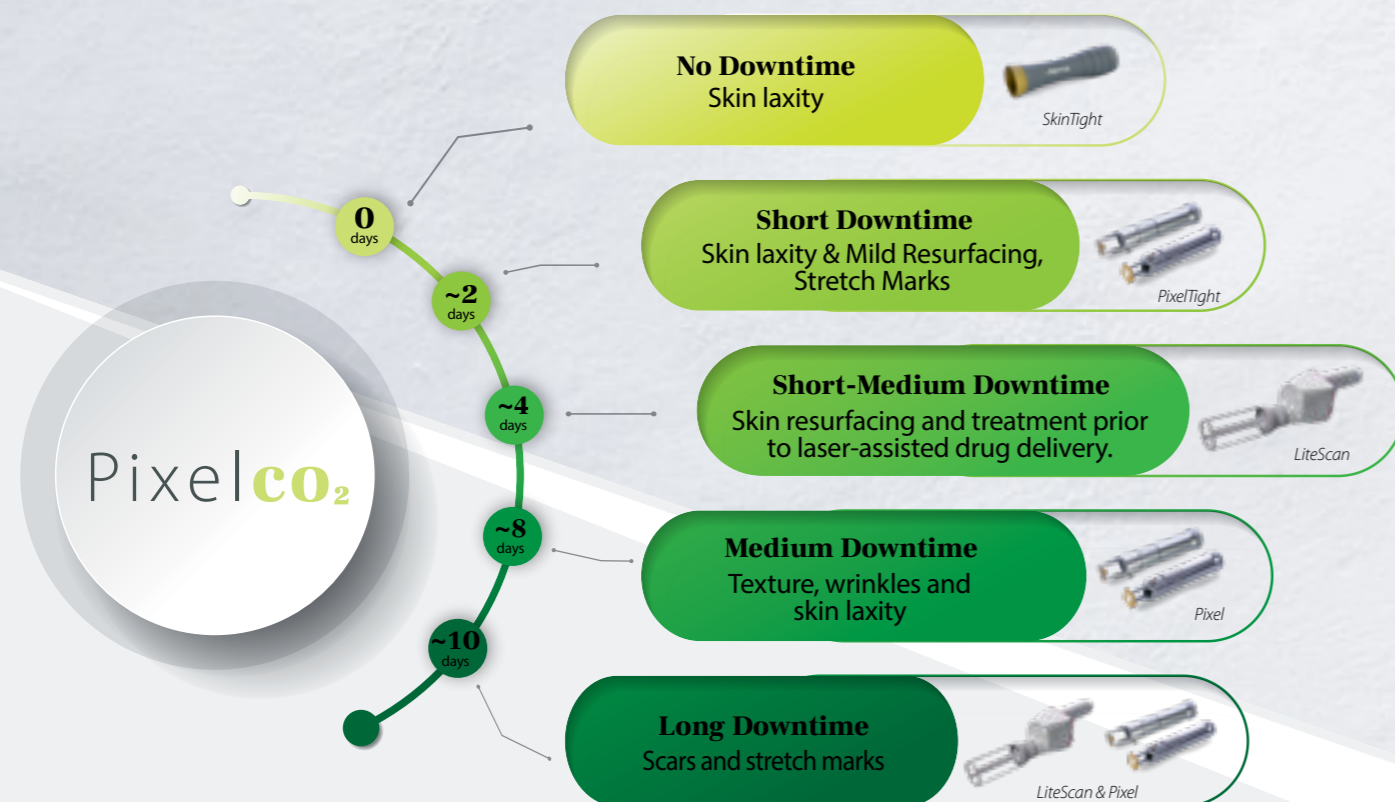 No Downtime
Skin laxity
SkinTight
0
days
Short Downtime
Skin laxity & Mild Resurfacing,
Stretch Marks
PixelTight
~2
days
Short-Medium Downtime
Skin resurfacing and treatment prior
to laser-assisted drug delivery.
LiteScan
~4
days
Pixelco₂
~8
days
Medium Downtime
Texture, wrinkles and
skin laxity
Pixel
~10
days
Long Downtime
Scars and stretch marks
LiteScan & Pixel